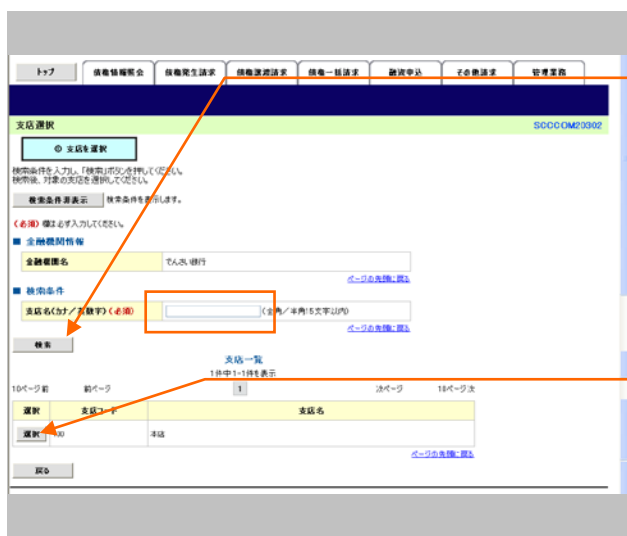 トップ 債権情報照会 債権発生請求 債権譲渡請求 債権一括請求 融資申込 その他請求 管理業務
支店選択 SCCCOM20302
① 支店を選択
検索条件を入力し、「検索」ボタンを押してください。
検索後、対象の支店を選択してください。
検索条件非表示 検索条件を表示します。
(必須)欄は必ず入力してください。
■ 金融機関情報
金融機関名 でんさい銀行
ページの先頭に戻る
■ 検索条件
支店名(カナ/英数字)(必須) (全角/半角15文字以内)
ページの先頭に戻る
検索
支店一覧
1件中1-1件を表示
10ページ前 前ページ 1 次ページ 10ページ次
選択 支店コード 支店名
選択 本店
ページの先頭に戻る
戻る